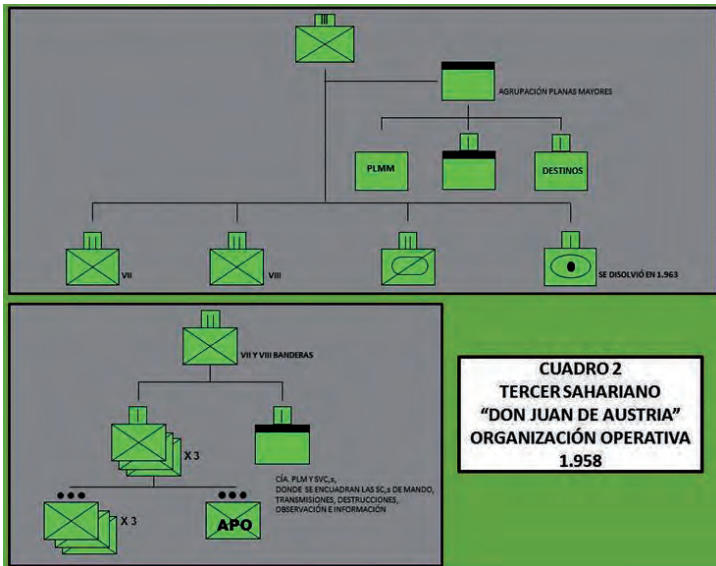 AGRUPACIÓN PLANAS MAYORES
PLMM
DESTINOS
VII
VIII
SE DISOLVIÓ EN 1.963
VII Y VIII BANDERAS
X 3
CÍA. PLM Y SVC,s,
DONDE SE ENCUADRAN LAS SC,s DE MANDO,
TRANSMISIONES, DESTRUCCIONES,
OBSERVACIÓN E INFORMACIÓN
X 3
APO
CUADRO 2
TERCER SAHARIANO
“DON JUAN DE AUSTRIA”
ORGANIZACIÓN OPERATIVA
1.958